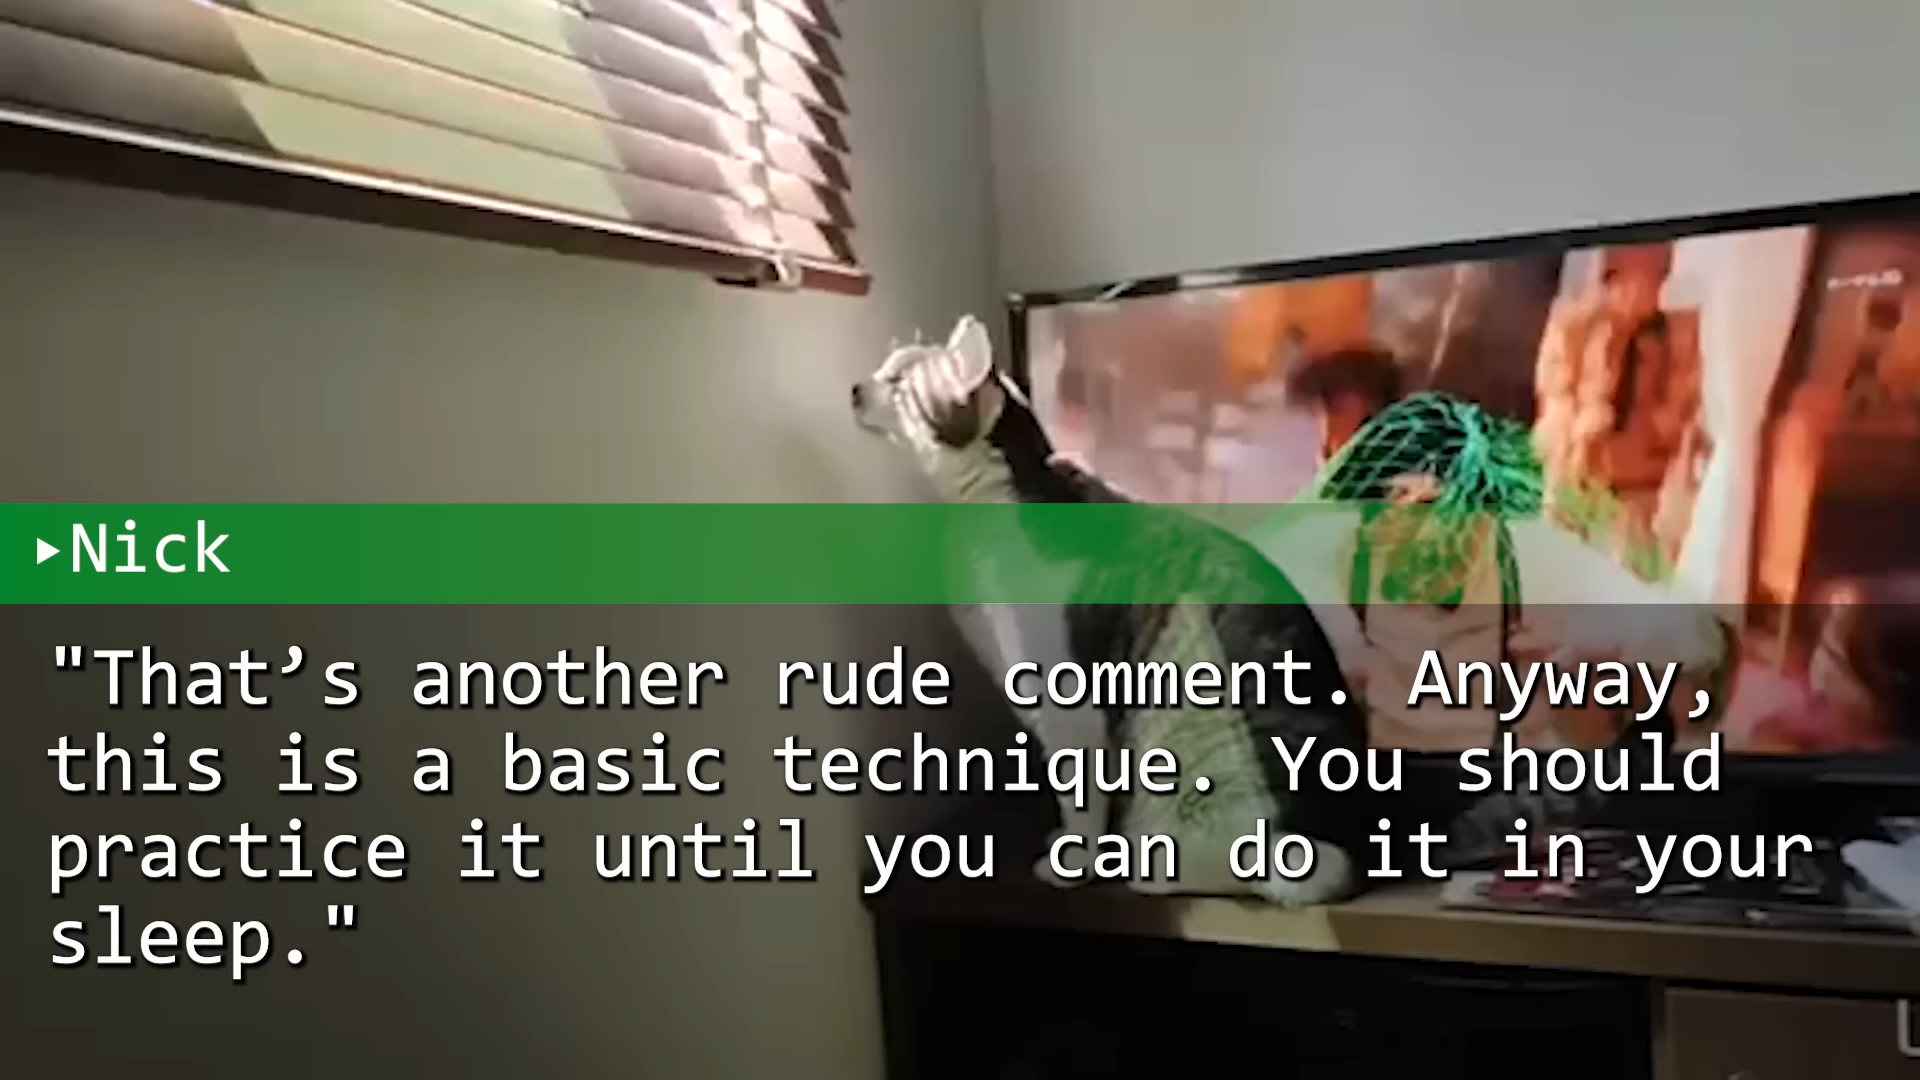 ▸Nick
"That’s another rude comment. Anyway,
this is a basic technique. You should
practice it until you can do it in your
sleep."